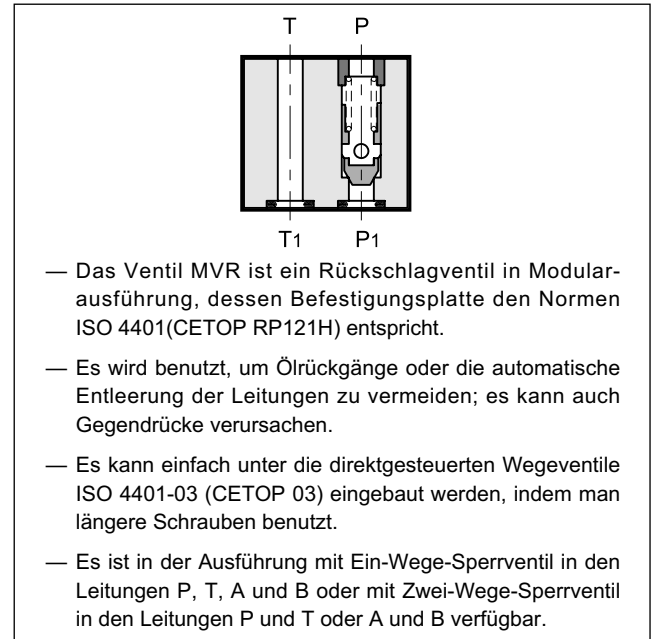 T P
T1 P1
— Das Ventil MVR ist ein Rückschlagventil in Modular-
ausführung, dessen Befestigungsplatte den Normen
ISO 4401(CETOP RP121H) entspricht.
— Es wird benutzt, um Ölrückgänge oder die automatische
Entleerung der Leitungen zu vermeiden; es kann auch
Gegendrücke verursachen.
— Es kann einfach unter die direktgesteuerten Wegeventile
ISO 4401-03 (CETOP 03) eingebaut werden, indem man
längere Schrauben benutzt.
— Es ist in der Ausführung mit Ein-Wege-Sperrventil in den
Leitungen P, T, A und B oder mit Zwei-Wege-Sperrventil
in den Leitungen P und T oder A und B verfügbar.